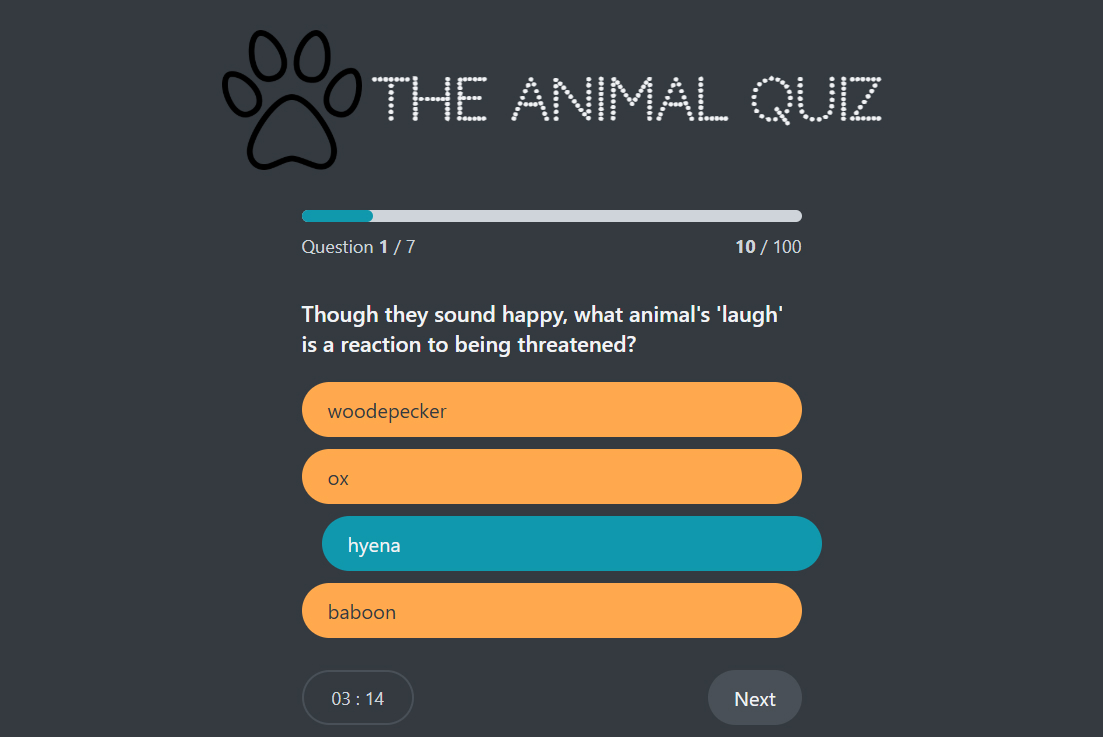 THE ANIMAL QUIZ
Question 1 / 7
10 / 100
Though they sound happy, what animal's 'laugh'
is a reaction to being threatened?
woodepecker
ox
hyena
baboon
03 : 14
Next